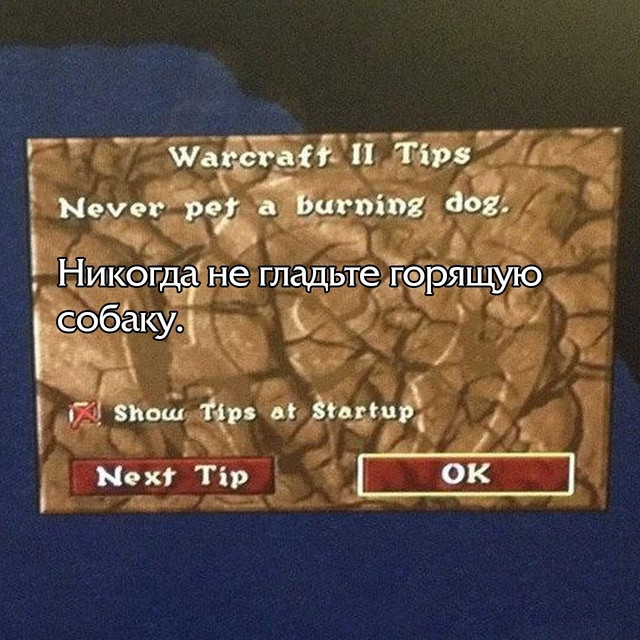 Warcraft II Tips
Never pet a burning dog.
Никогда не гладьте горящую
собаку.
Show Tips at Startup
Next Tip
OK